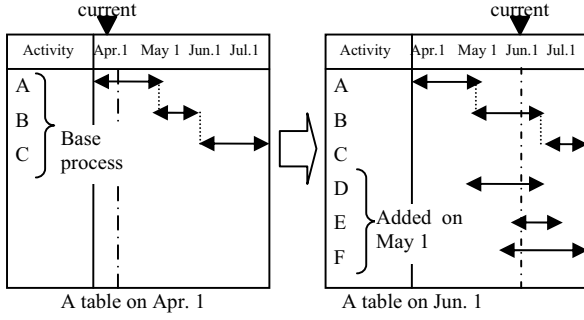 current
Activity Apr.1 May 1 Jun.1 Jul.1
A
B
C
Base
process
A table on Apr. 1
current
Activity Apr.1 May 1 Jun.1 Jul.1
A
B
C
D
E
F
Added on
May 1
A table on Jun. 1